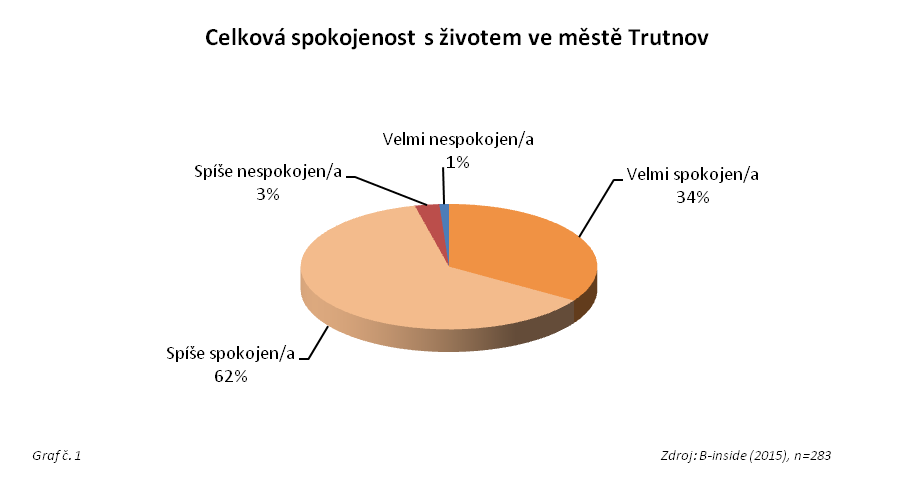 Celková spokojenost s životem ve městě Trutnov
Velmi nespokojen/a
1%
Spíše nespokojen/a
3%
Velmi spokojen/a
34%
Spíše spokojen/a
62%
Graf č. 1
Zdroj: B-inside (2015), n=283